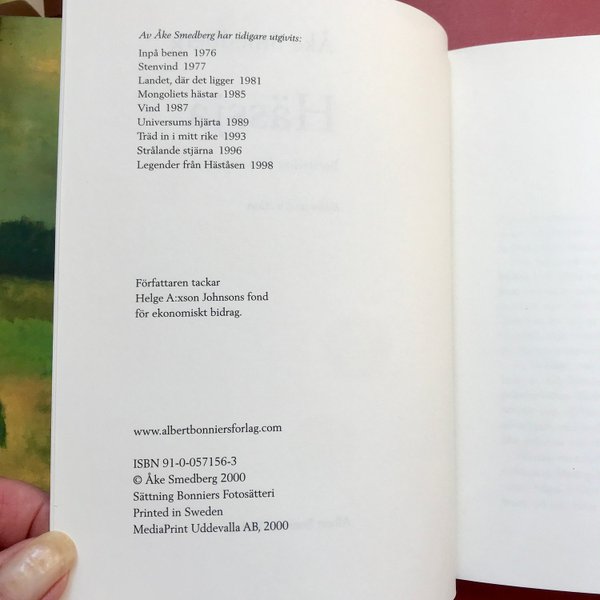 Av Åke Smedberg har tidigare utgivits:
Inpå benen 1976
Stenvind 1977
Landet, där det ligger 1981
Mongoliets hästar 1985
Vind 1987
Universums hjärta 1989
Träd in i mitt rike 1993
Strålande stjärna 1996
Legender från Häståsen 1998
Författaren tackar
Helge A:xson Johnsons fond
för ekonomiskt bidrag.
www.albertbonniersforlag.com
ISBN 91-0-057156-3
© Åke Smedberg 2000
Sättning Bonniers Fotosätteri
Printed in Sweden
MediaPrint Uddevalla AB, 2000